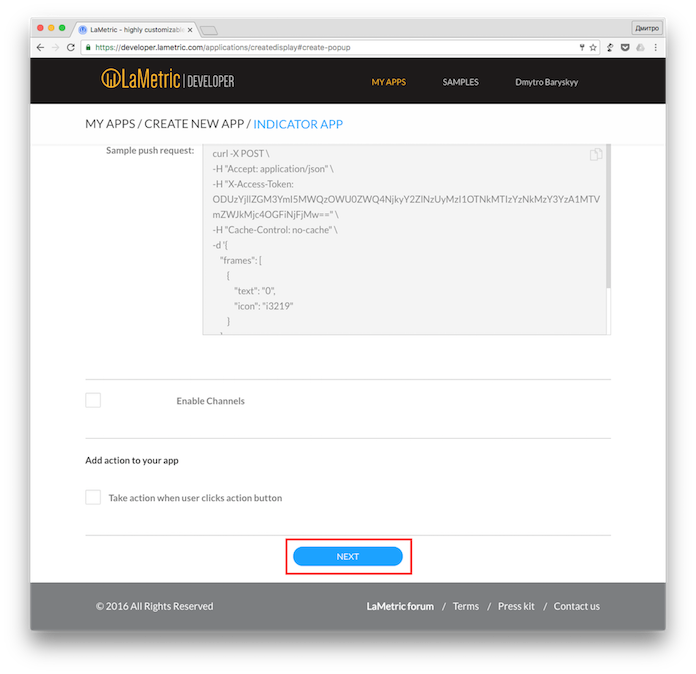 LaMetric - highly customizable
Дмитро
https://developer.lametric.com/applications/createdisplay#create-popup
LaMetric | DEVELOPER
MY APPS
SAMPLES
Dmytro Baryskyy
MY APPS / CREATE NEW APP / INDICATOR APP
Sample push request:
curl -X POST \
-H "Accept: application/json" \
-H "X-Access-Token:
ODUzYjllZGM3YmI5MWQzOWU0ZWQ4NjkyY2ZlNzUyMzI1OTNkMTIzYzNkMzY3YzA1MTV
mZWJkMjc4OGFiNjFjMw==" \
-H "Cache-Control: no-cache" \
-d '{
"frames": [
{
"text": "0",
"icon": "i3219"
}
Enable Channels
Add action to your app
Take action when user clicks action button
NEXT
© 2016 All Rights Reserved
LaMetric forum / Terms / Press kit / Contact us